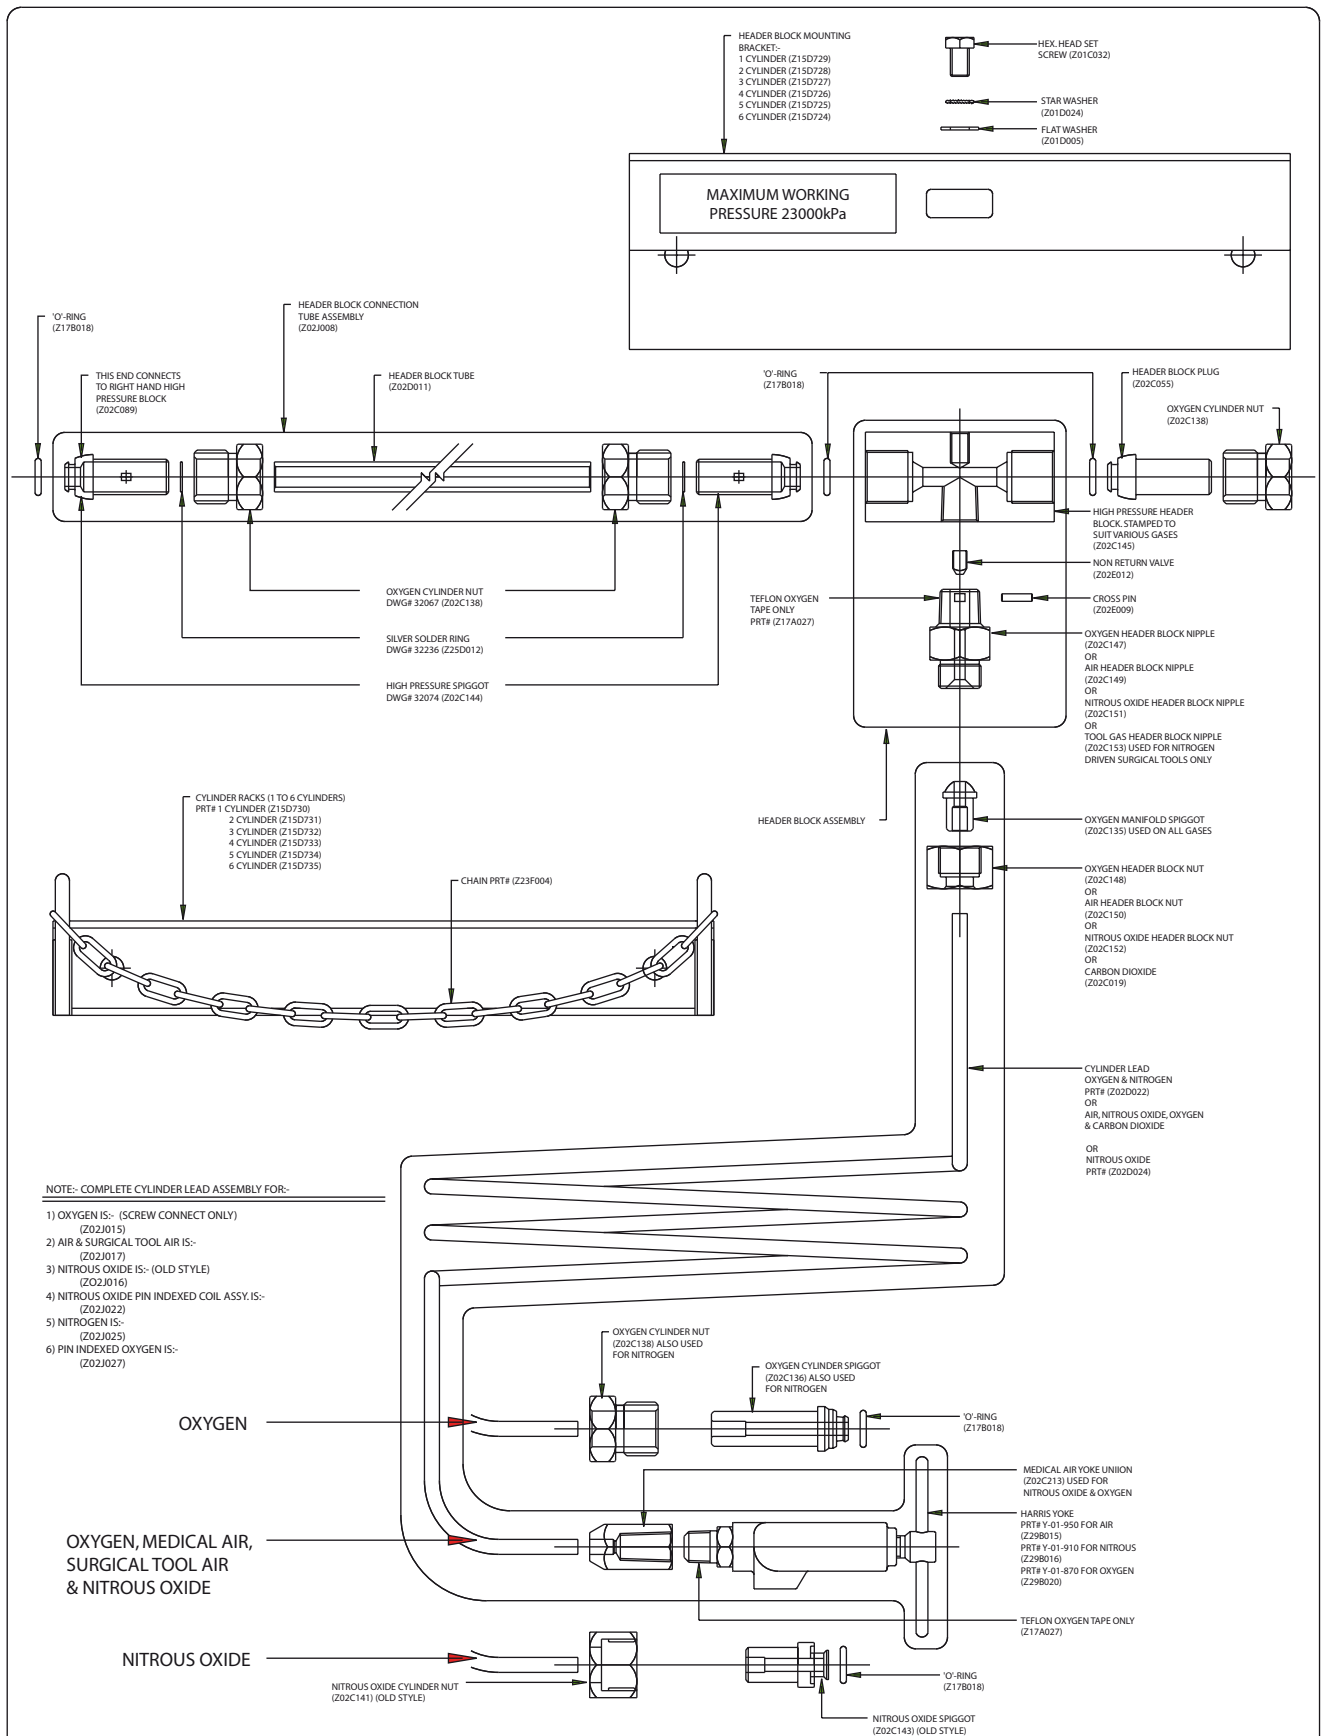 HEADER BLOCK MOUNTING
BRACKET:-
1 CYLINDER (Z15D729)
2 CYLINDER (Z15D728)
3 CYLINDER (Z15D727)
4 CYLINDER (Z15D726)
5 CYLINDER (Z15D725)
6 CYLINDER (Z15D724)
HEX. HEAD SET
SCREW (Z01C032)
STAR WASHER
(Z01D024)
FLAT WASHER
(Z01D005)
MAXIMUM WORKING
PRESSURE 23000kPa
'O'-RING
(Z17B018)
HEADER BLOCK CONNECTION
TUBE ASSEMBLY
(Z02J008)
THIS END CONNECTS
TO RIGHT HAND HIGH
PRESSURE BLOCK
(Z02C089)
HEADER BLOCK TUBE
(Z02D011)
'O'-RING
(Z17B018)
HEADER BLOCK PLUG
(Z02C055)
OXYGEN CYLINDER NUT
(Z02C138)
HIGH PRESSURE HEADER
BLOCK. STAMPED TO
SUIT VARIOUS GASES
(Z02C145)
NON RETURN VALVE
(Z02E012)
OXYGEN CYLINDER NUT
DWG# 32067 (Z02C138)
TEFLON OXYGEN
TAPE ONLY
PRT# (Z17A027)
CROSS PIN
(Z02E009)
SILVER SOLDER RING
DWG# 32236 (Z25D012)
HIGH PRESSURE SPIGGOT
DWG# 32074 (Z02C144)
OXYGEN HEADER BLOCK NIPPLE
(Z02C147)
OR
AIR HEADER BLOCK NIPPLE
(Z02C149)
OR
NITROUS OXIDE HEADER BLOCK NIPPLE
(Z02C151)
OR
TOOL GAS HEADER BLOCK NIPPLE
(Z02C153) USED FOR NITROGEN
DRIVEN SURGICAL TOOLS ONLY
CYLINDER RACKS (1 TO 6 CYLINDERS)
PRT# 1 CYLINDER (Z15D730)
2 CYLINDER (Z15D731)
3 CYLINDER (Z15D732)
4 CYLINDER (Z15D733)
5 CYLINDER (Z15D734)
6 CYLINDER (Z15D735)
HEADER BLOCK ASSEMBLY
OXYGEN MANIFOLD SPIGGOT
(Z02C135) USED ON ALL GASES
CHAIN PRT# (Z23F004)
OXYGEN HEADER BLOCK NUT
(Z02C148)
OR
AIR HEADER BLOCK NUT
(Z02C150)
OR
NITROUS OXIDE HEADER BLOCK NUT
(Z02C152)
OR
CARBON DIOXIDE
(Z02C019)
CYLINDER LEAD
OXYGEN & NITROGEN
PRT# (Z02D022)
OR
AIR, NITROUS OXIDE, OXYGEN
& CARBON DIOXIDE
OR
NITROUS OXIDE
PRT# (Z02D024)
NOTE:- COMPLETE CYLINDER LEAD ASSEMBLY FOR:-
1) OXYGEN IS:- (SCREW CONNECT ONLY)
(Z02J015)
2) AIR & SURGICAL TOOL AIR IS:-
(Z02J017)
3) NITROUS OXIDE IS:- (OLD STYLE)
(ZO2J016)
4) NITROUS OXIDE PIN INDEXED COIL ASSY. IS:-
(Z02J022)
5) NITROGEN IS:-
(Z02J025)
6) PIN INDEXED OXYGEN IS:-
(Z02J027)
OXYGEN CYLINDER NUT
(Z02C138) ALSO USED
FOR NITROGEN
OXYGEN CYLINDER SPIGGOT
(Z02C136) ALSO USED
FOR NITROGEN
OXYGEN
'O'-RING
(Z17B018)
MEDICAL AIR YOKE UNIION
(Z02C213) USED FOR
NITROUS OXIDE & OXYGEN
OXYGEN, MEDICAL AIR,
SURGICAL TOOL AIR
& NITROUS OXIDE
HARRIS YOKE
PRT# Y-01-950 FOR AIR
(Z29B015)
PRT# Y-01-910 FOR NITROUS
(Z29B016)
PRT# Y-01-870 FOR OXYGEN
(Z29B020)
TEFLON OXYGEN TAPE ONLY
(Z17A027)
NITROUS OXIDE
NITROUS OXIDE CYLINDER NUT
(Z02C141) (OLD STYLE)
'O'-RING
(Z17B018)
NITROUS OXIDE SPIGGOT
(Z02C143) (OLD STYLE)